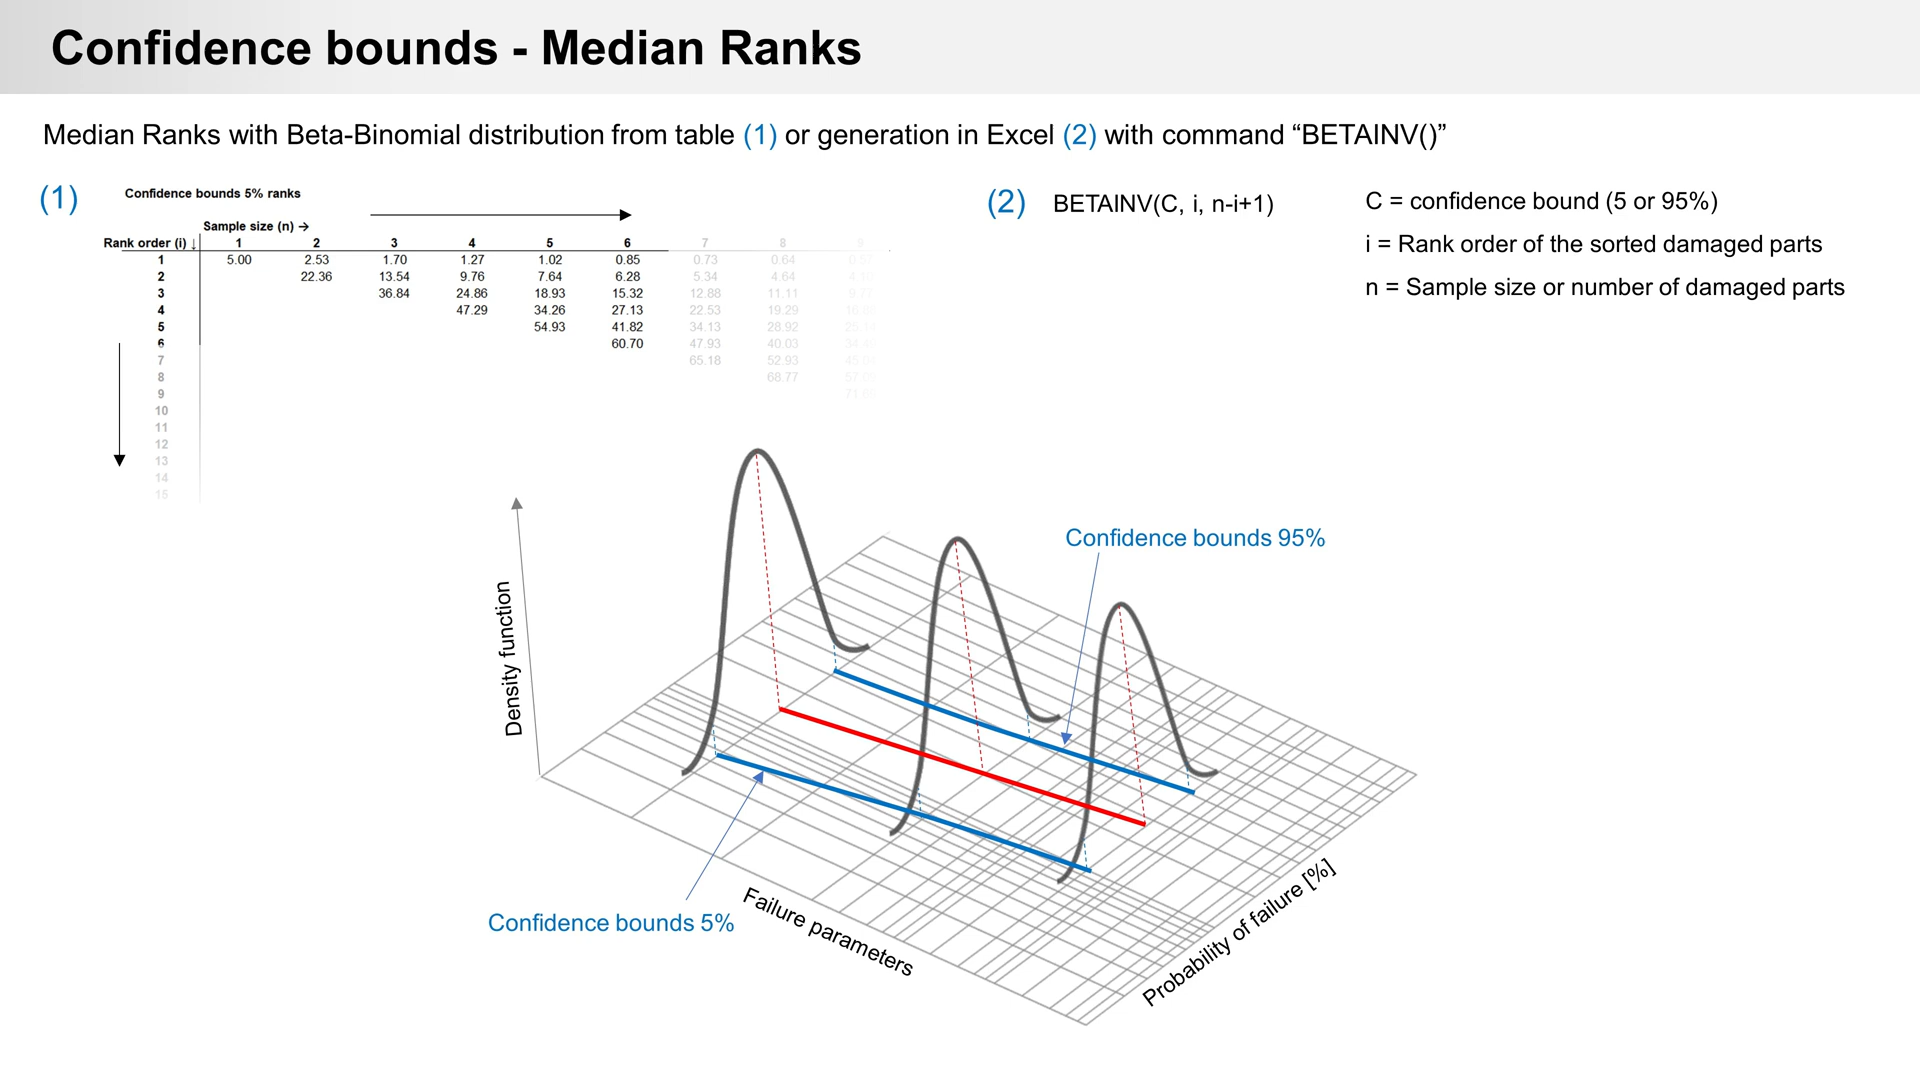 Confidence bounds - Median Ranks
Median Ranks with Beta-Binomial distribution from table (1) or generation in Excel (2) with command “BETAINV()”
(1)
Confidence bounds 5% ranks
Sample size (n) →
Rank order (i) ↓ 1 2 3 4 5 6 7 8 9
1 5.00 2.53 1.70 1.27 1.02 0.85 0.73 0.64 0.57
2 22.36 13.54 9.76 7.64 6.28 5.34 4.64
3 36.84 24.86 18.93 15.32 12.88 11.11
4 47.29 34.26 27.13 22.53 19.29
5 54.93 41.82 34.13 28.92
6 60.70 47.93 40.03
7 65.18 52.93
8 68.77
9
10
11
12
13
14
15
(2) BETAINV(C, i, n-i+1)
C = confidence bound (5 or 95%)
i = Rank order of the sorted damaged parts
n = Sample size or number of damaged parts
Confidence bounds 95%
Density function
Confidence bounds 5%
Failure parameters
Probability of failure [%]